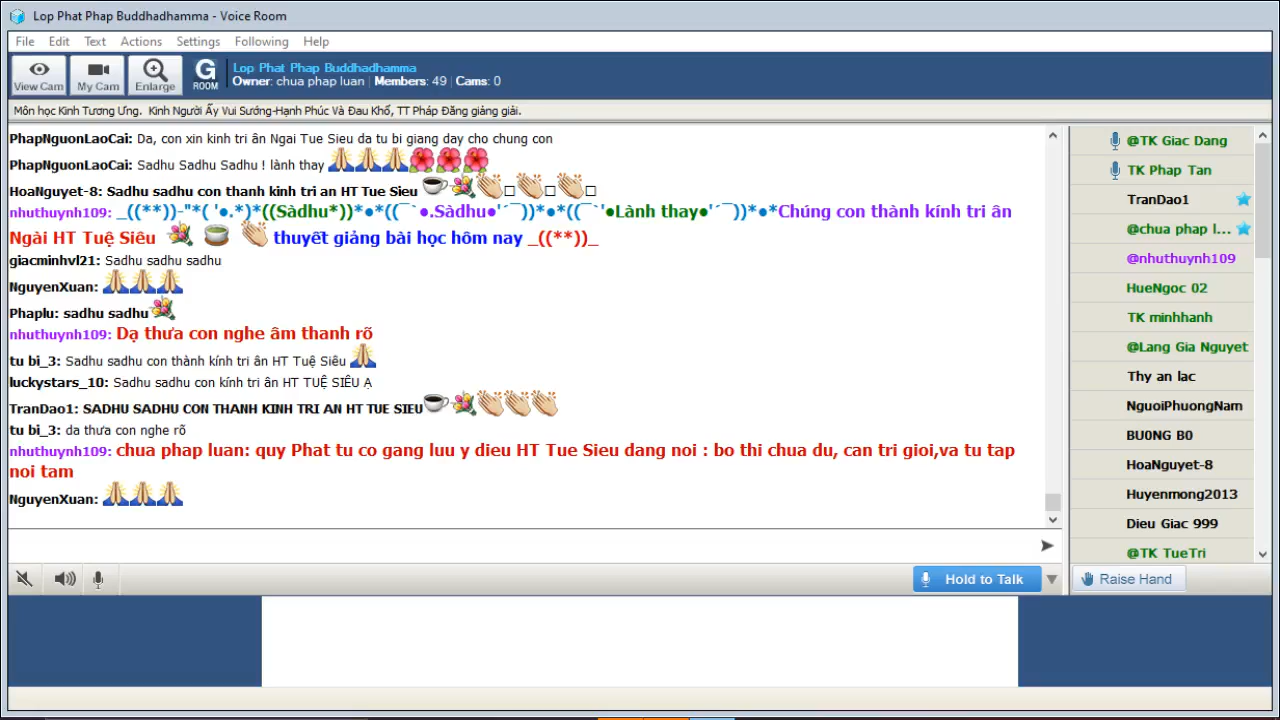 Lop Phat Phap Buddhadhamma - Voice Room
File Edit Text Actions Settings Following Help
View Cam My Cam Enlarge G ROOM
Lop Phat Phap Buddhadhamma
Owner: chua phap luan | Members: 49 | Cams: 0
Môn học Kinh Tương Ưng. Kinh Người Ấy Vui Sướng-Hạnh Phúc Và Đau Khổ, TT Pháp Đăng giảng giải.
PhapNguonLaoCai: Da, con xin kinh tri ân Ngai Tue Sieu da tu bi giang day cho chung con
PhapNguonLaoCai: Sadhu Sadhu Sadhu ! lành thay 🙏🙏🙏🌺🌺🌺
HoaNguyet-8: Sadhu sadhu con thanh kinh tri an HT Tue Sieu ☕💐👏□👏□👏□
nhuthuynh109: _((**))-"*( '●.*)*((Sàdhu*))*●*((¯`●.Sàdhu●'´¯))*●*((¯`'●Lành thay●'´¯))*●*Chúng con thành kính tri ân
Ngài HT Tuệ Siêu 💐 🍵 👏 thuyết giảng bài học hôm nay _((**))_
giacminhvl21: Sadhu sadhu sadhu
NguyenXuan: 🙏🙏🙏
Phaplu: sadhu sadhu💐
nhuthuynh109: Dạ thưa con nghe âm thanh rõ
tu bi_3: Sadhu sadhu con thành kính tri ân HT Tuệ Siêu 🙏
luckystars_10: Sadhu sadhu con kính tri ân HT TUỆ SIÊU Ạ
TranDao1: SADHU SADHU CON THANH KINH TRI AN HT TUE SIEU☕💐👏👏👏
tu bi_3: da thưa con nghe rõ
nhuthuynh109: chua phap luan: quy Phat tu co gang luu y dieu HT Tue Sieu dang noi : bo thi chua du, can tri gioi,va tu tap
noi tam
NguyenXuan: 🙏🙏🙏
@TK Giac Dang
TK Phap Tan
TranDao1
@chua phap l...
@nhuthuynh109
HueNgoc 02
TK minhhanh
@Lang Gia Nguyet
Thy an lac
NguoiPhuongNam
BU0NG B0
HoaNguyet-8
Huyenmong2013
Dieu Giac 999
@TK TueTri
Hold to Talk
Raise Hand